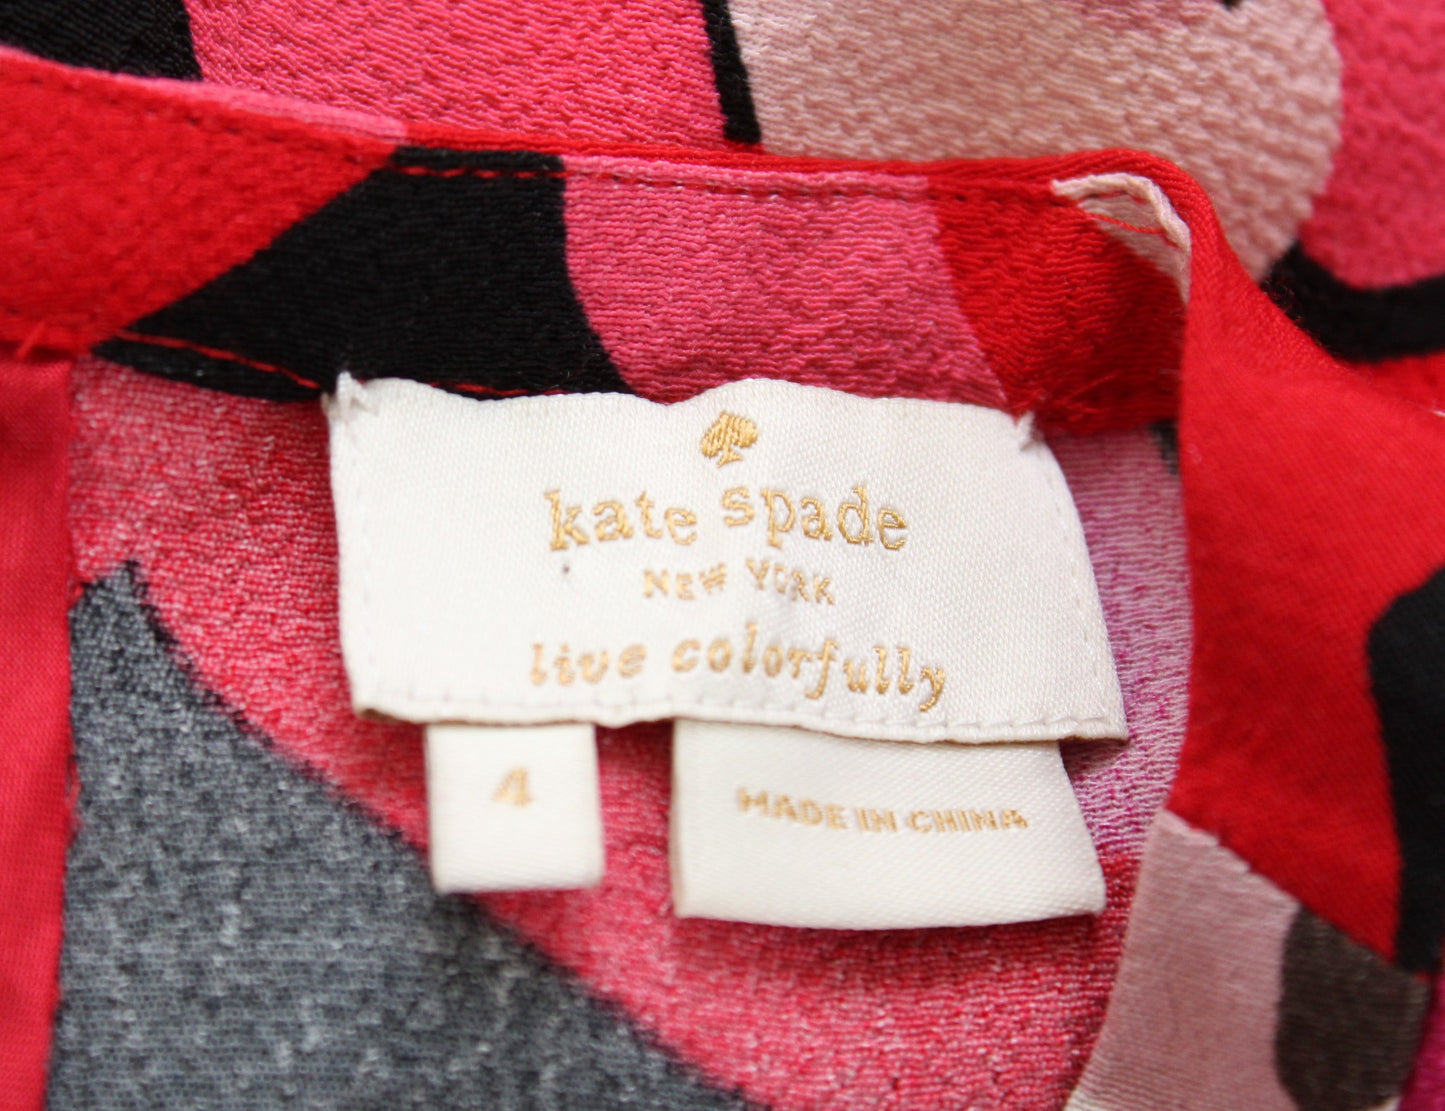 kate spade
NEW YORK
live colorfully
4
MADE IN CHINA